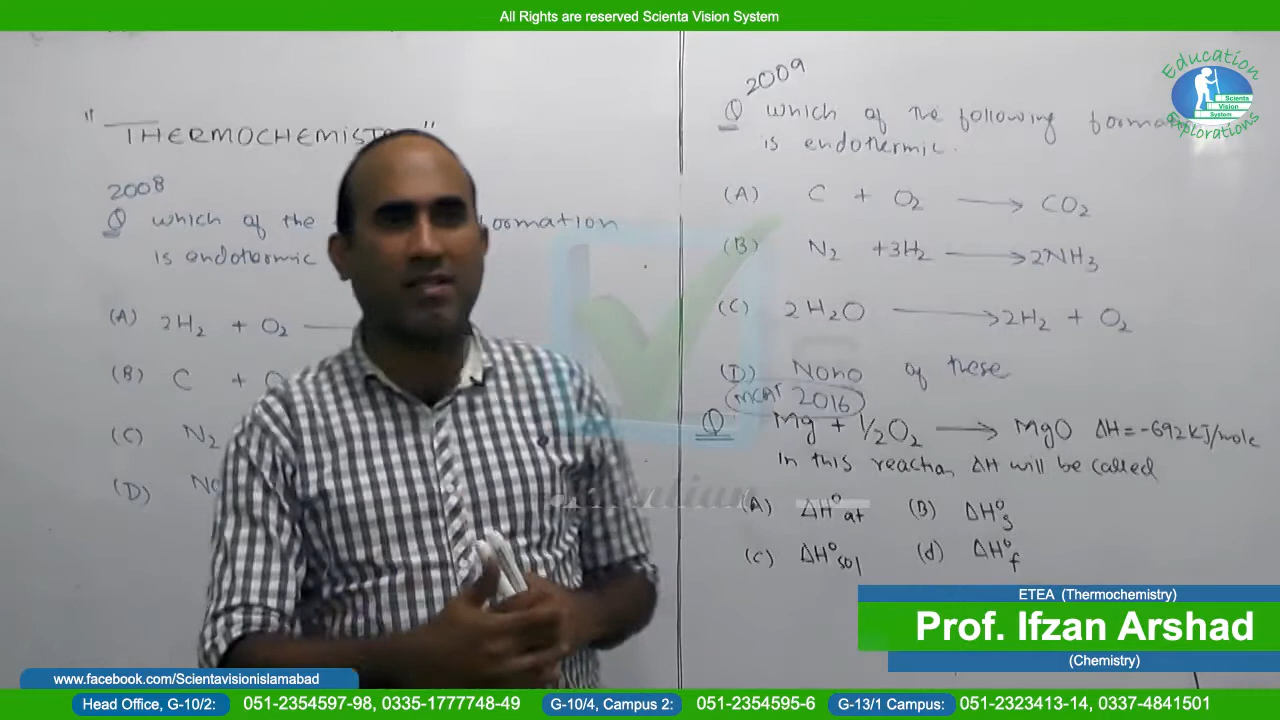 All Rights are reserved Scienta Vision System
" THERMOCHEMIST "
2008
Q which of the formation
is endothermic
(A) 2H₂ + O₂ →
(B) C + O
(C) N₂
(D) No
2009
Q which of the following formation
is endothermic.
(A) C + O₂ → CO₂
(B) N₂ +3H₂ → 2NH₃
(C) 2H₂O → 2H₂ + O₂
(D) None of these
(MCAT 2016)
Q Mg + ½O₂ → MgO ΔH = -692KJ/mole
In this reaction ΔH will be called
(A) ΔH°at (B) ΔH°s
(C) ΔH°sol (d) ΔH°f
Education
Scienta
Vision
System
Explorations
ETEA (Thermochemistry)
Prof. Ifzan Arshad
(Chemistry)
www.facebook.com/Scientavisionislamabad
Head Office, G-10/2: 051-2354597-98, 0335-1777748-49 G-10/4, Campus 2: 051-2354595-6 G-13/1 Campus: 051-2323413-14, 0337-4841501